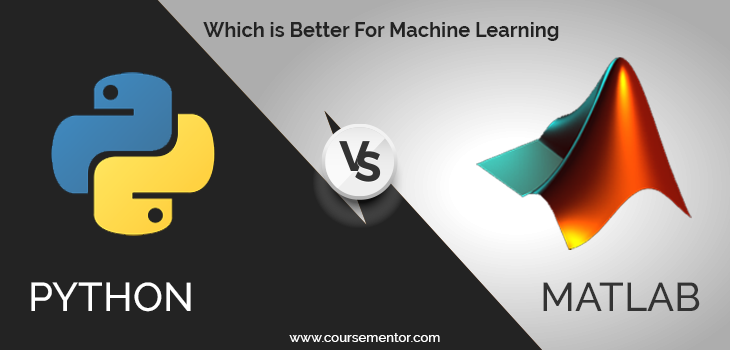 Which is Better For Machine Learning
VS
PYTHON
MATLAB
www.coursementor.com